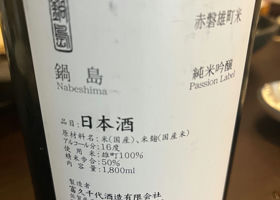 鍋島
赤磐雄町米
鍋島
Nabeshima
純米吟醸
Passion Label
品目:日本酒
原材料名:米(国産)、米麹(国産米)
アルコール分:16度
使用米:雄町100%
精米歩合:50%
内容量:1,800ml
製造者
富久千代酒造有限会社